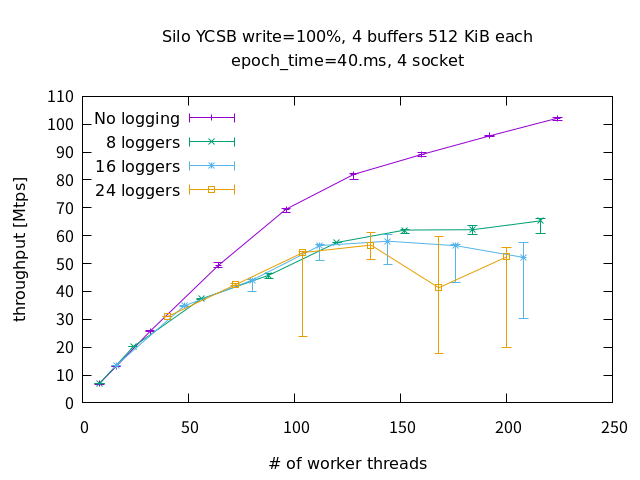 Silo YCSB write=100%, 4 buffers 512 KiB each
epoch_time=40.ms, 4 socket
throughput [Mtps]
110
100
90
80
70
60
50
40
30
20
10
0
No logging
8 loggers
16 loggers
24 loggers
0 50 100 150 200 250
# of worker threads